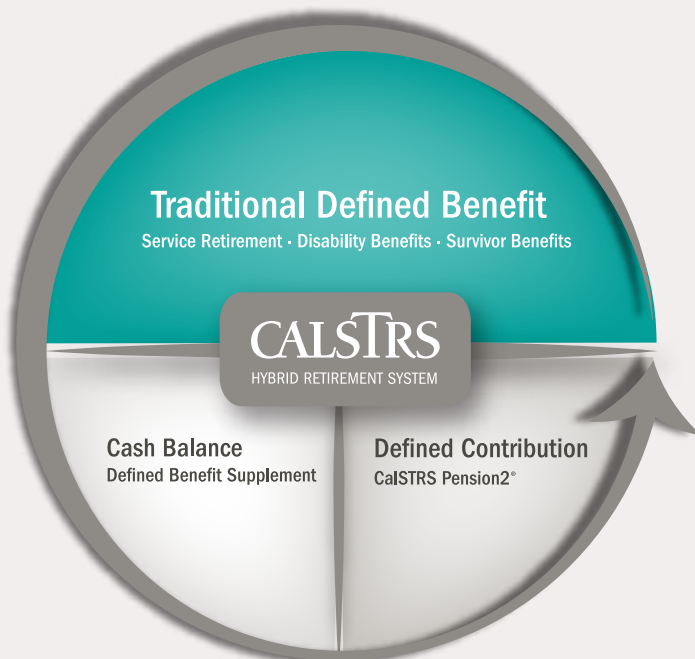 Traditional Defined Benefit
Service Retirement · Disability Benefits · Survivor Benefits
CALSTRS
HYBRID RETIREMENT SYSTEM
Cash Balance
Defined Benefit Supplement
Defined Contribution
CalSTRS Pension2®